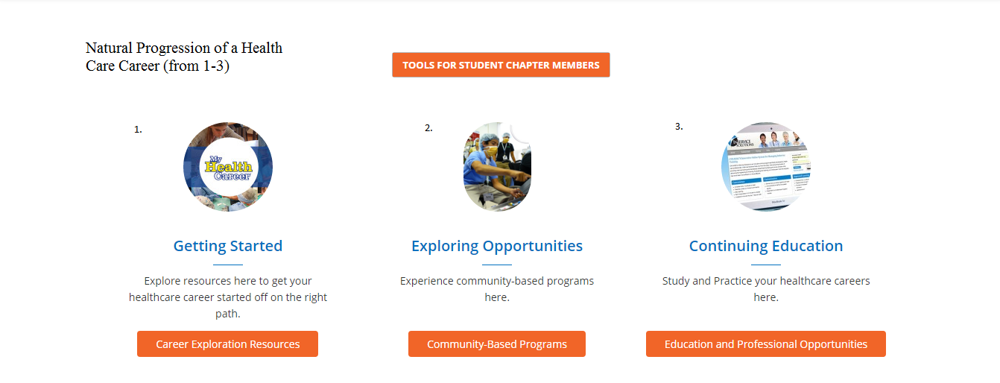 Natural Progression of a Health
Care Career (from 1-3)
TOOLS FOR STUDENT CHAPTER MEMBERS
1.
My
Health
Career
Getting Started
Explore resources here to get your
healthcare career started off on the right
path.
Career Exploration Resources
2.
Exploring Opportunities
Experience community-based programs
here.
Community-Based Programs
3.
SERVICE
SOLUTIONS
Continuing Education
Study and Practice your healthcare careers
here.
Education and Professional Opportunities